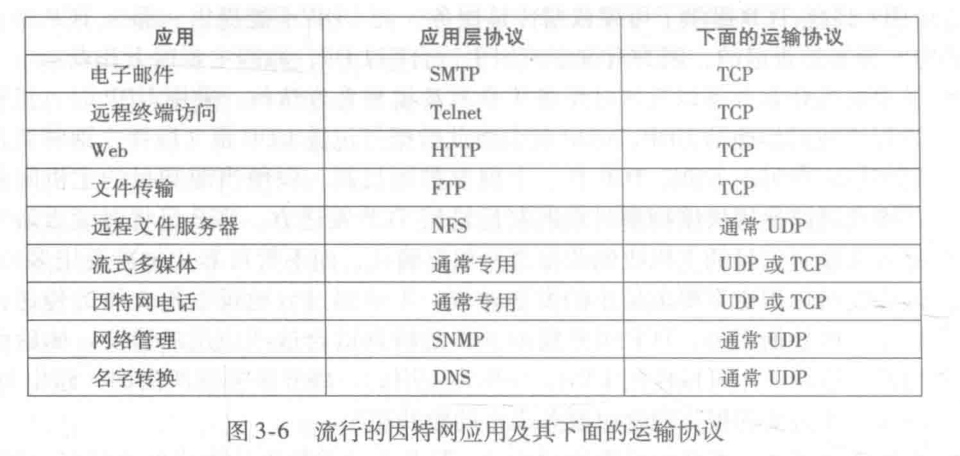 应用 应用层协议 下面的运输协议
电子邮件 SMTP TCP
远程终端访问 Telnet TCP
Web HTTP TCP
文件传输 FTP TCP
远程文件服务器 NFS 通常 UDP
流式多媒体 通常专用 UDP 或 TCP
因特网电话 通常专用 UDP 或 TCP
网络管理 SNMP 通常 UDP
名字转换 DNS 通常 UDP
图 3-6 流行的因特网应用及其下面的运输协议